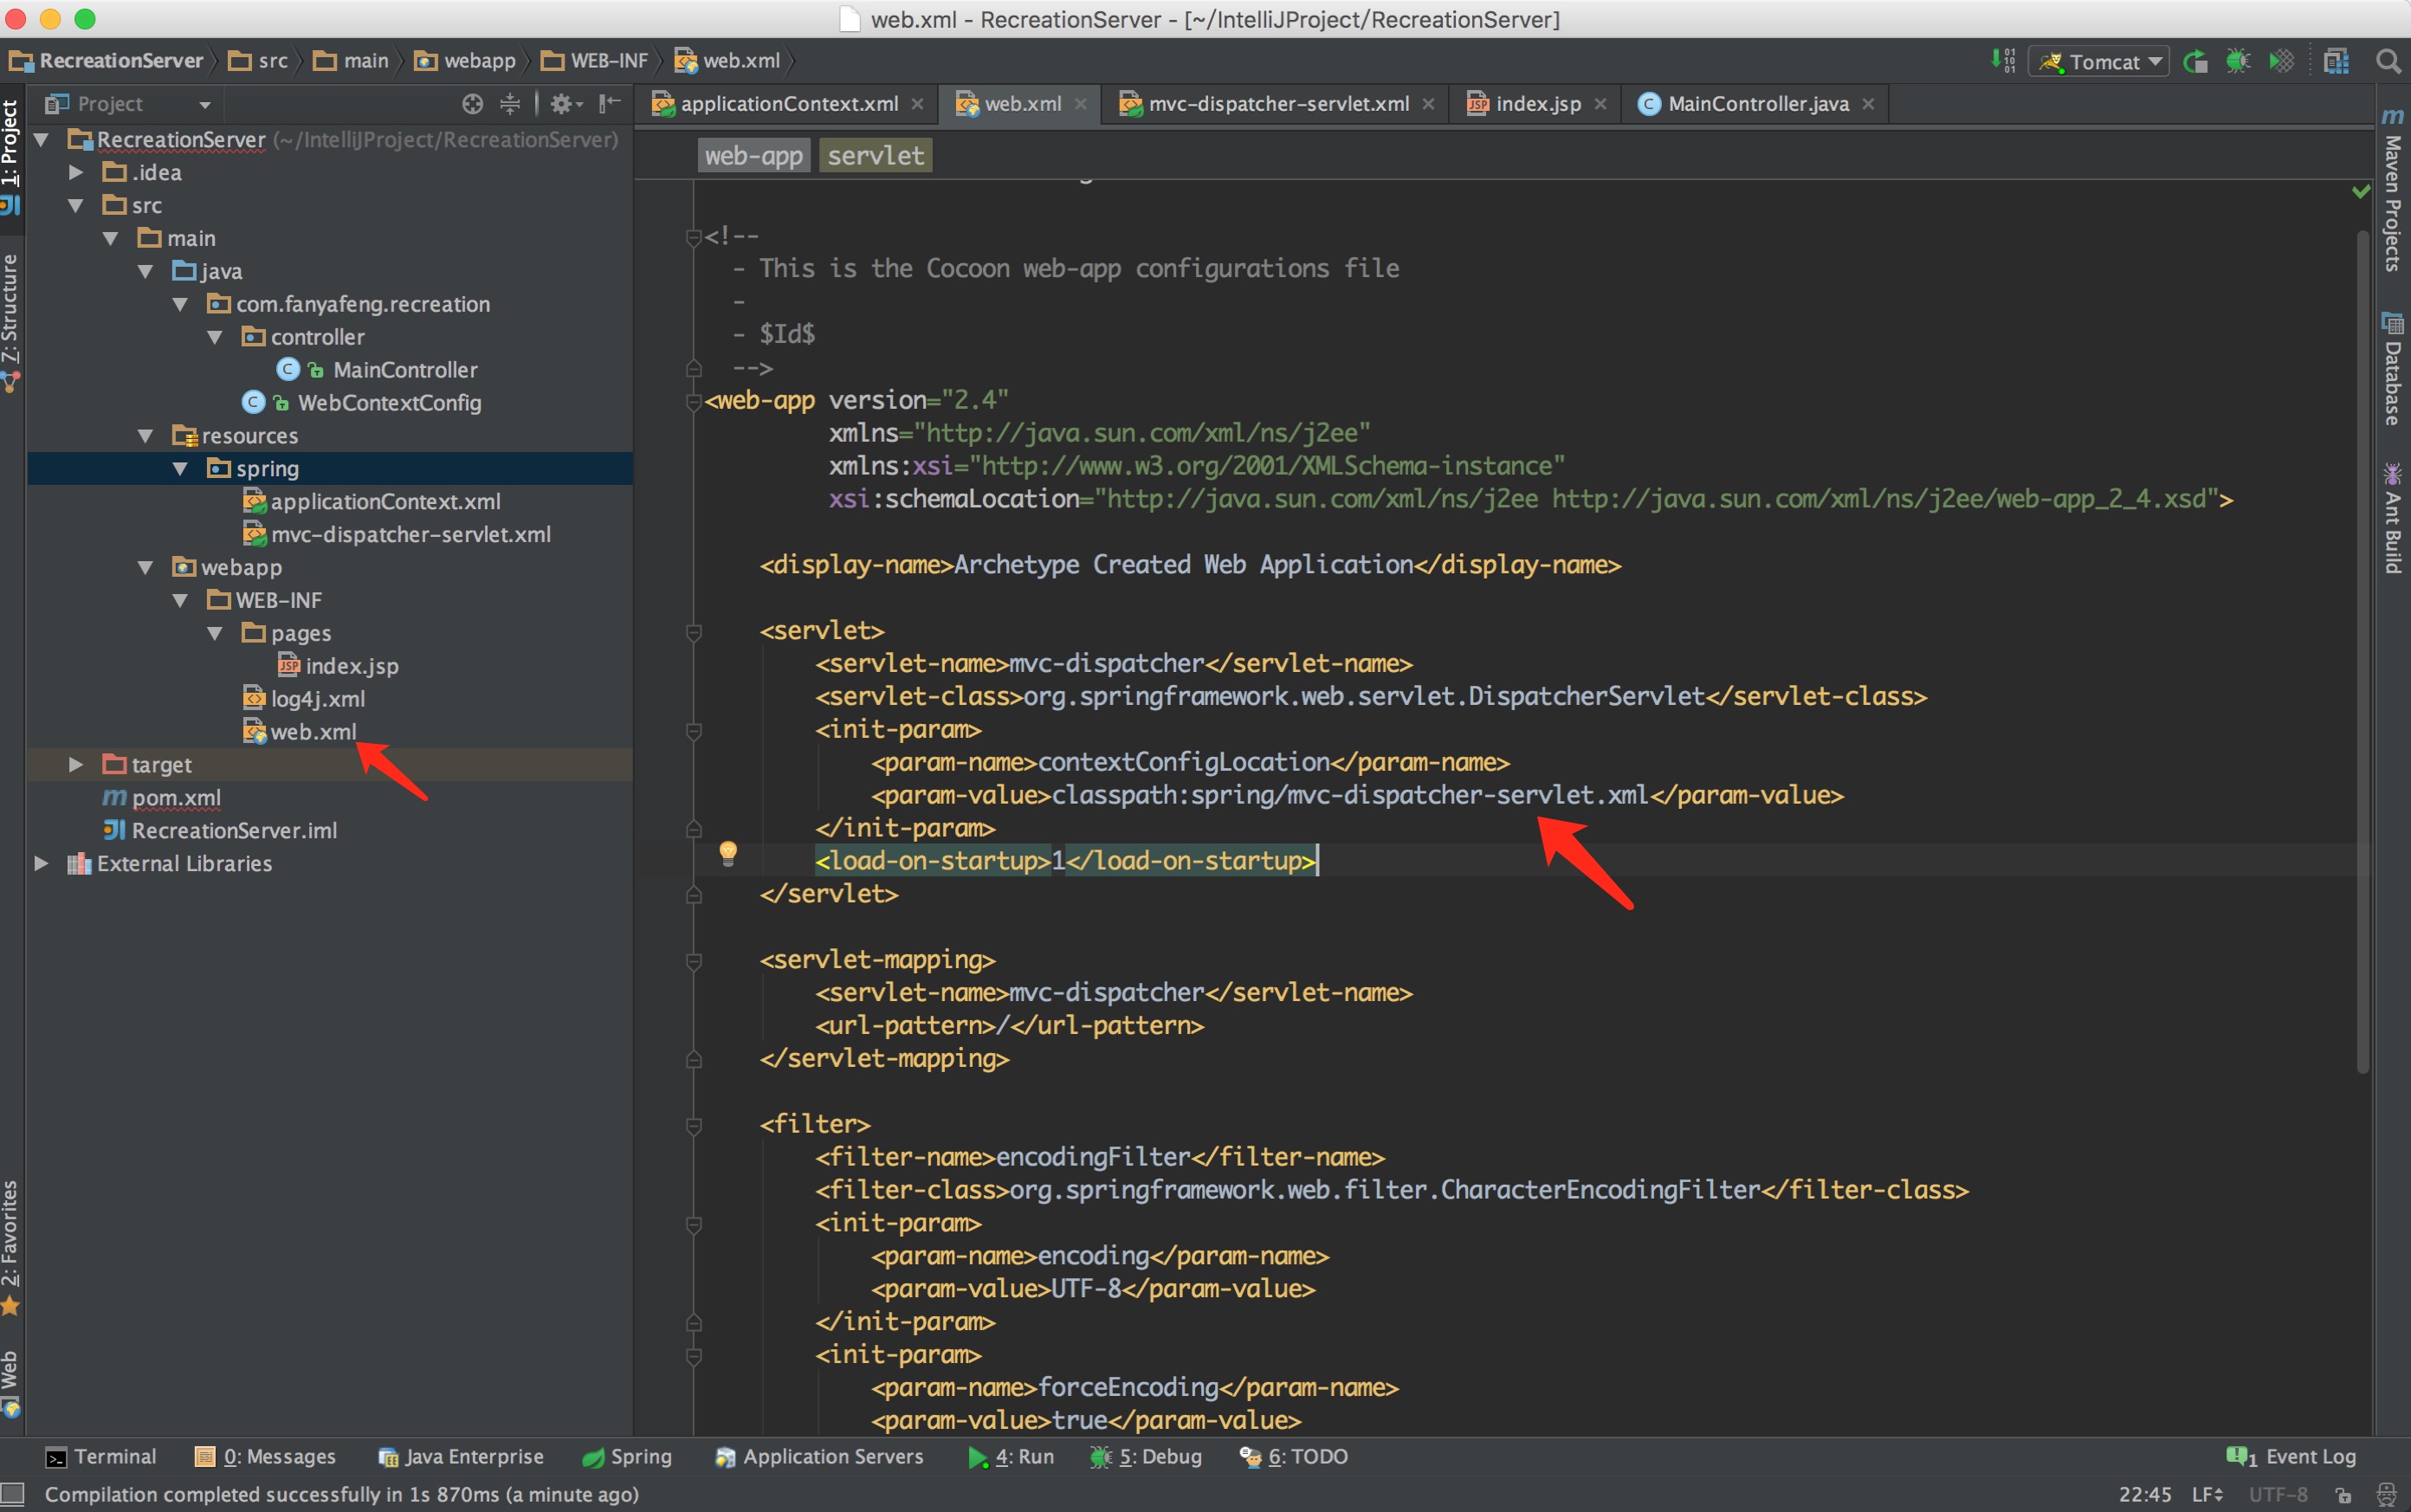 web.xml - RecreationServer - [~/IntelliJProject/RecreationServer]
RecreationServer src main webapp WEB-INF web.xml
Tomcat
Project
applicationContext.xml web.xml mvc-dispatcher-servlet.xml index.jsp MainController.java
web-app servlet
1: Project
Z: Structure
2: Favorites
Web
RecreationServer (~/IntelliJProject/RecreationServer)
.idea
src
main
java
com.fanyafeng.recreation
controller
MainController
WebContextConfig
resources
spring
applicationContext.xml
mvc-dispatcher-servlet.xml
webapp
WEB-INF
pages
index.jsp
log4j.xml
web.xml
target
pom.xml
RecreationServer.iml
External Libraries
<!--
- This is the Cocoon web-app configurations file
-
- $Id$
-->
<web-app version="2.4"
xmlns="http://java.sun.com/xml/ns/j2ee"
xmlns:xsi="http://www.w3.org/2001/XMLSchema-instance"
xsi:schemaLocation="http://java.sun.com/xml/ns/j2ee http://java.sun.com/xml/ns/j2ee/web-app_2_4.xsd">
<display-name>Archetype Created Web Application</display-name>
<servlet>
<servlet-name>mvc-dispatcher</servlet-name>
<servlet-class>org.springframework.web.servlet.DispatcherServlet</servlet-class>
<init-param>
<param-name>contextConfigLocation</param-name>
<param-value>classpath:spring/mvc-dispatcher-servlet.xml</param-value>
</init-param>
<load-on-startup>1</load-on-startup>
</servlet>
<servlet-mapping>
<servlet-name>mvc-dispatcher</servlet-name>
<url-pattern>/</url-pattern>
</servlet-mapping>
<filter>
<filter-name>encodingFilter</filter-name>
<filter-class>org.springframework.web.filter.CharacterEncodingFilter</filter-class>
<init-param>
<param-name>encoding</param-name>
<param-value>UTF-8</param-value>
</init-param>
<init-param>
<param-name>forceEncoding</param-name>
<param-value>true</param-value>
Maven Projects
Database
Ant Build
Terminal 0: Messages Java Enterprise Spring Application Servers 4: Run 5: Debug 6: TODO 1 Event Log
Compilation completed successfully in 1s 870ms (a minute ago) 22:45 LF UTF-8